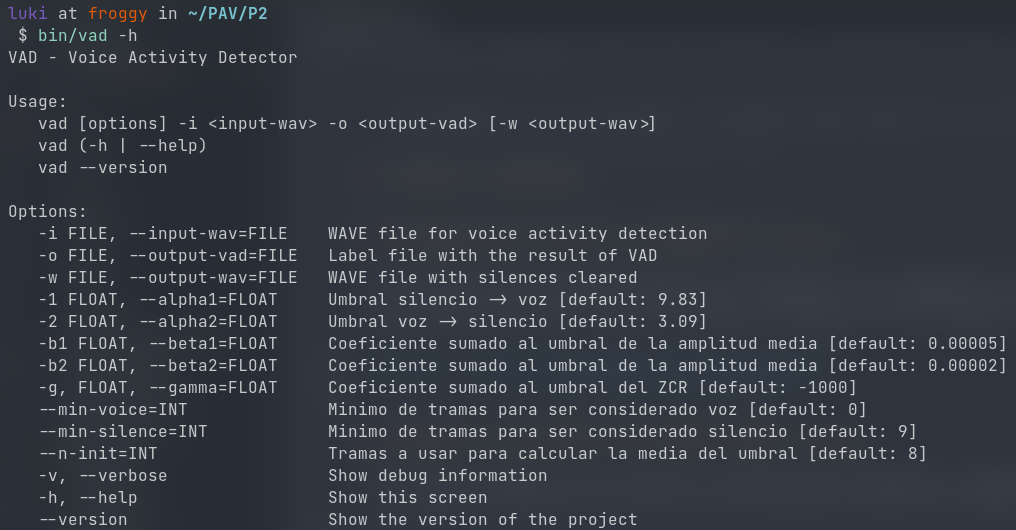 luki at froggy in ~/PAV/P2
$ bin/vad -h
VAD - Voice Activity Detector
Usage:
vad [options] -i <input-wav> -o <output-vad> [-w <output-wav>]
vad (-h | --help)
vad --version
Options:
-i FILE, --input-wav=FILE    WAVE file for voice activity detection
-o FILE, --output-vad=FILE   Label file with the result of VAD
-w FILE, --output-wav=FILE   WAVE file with silences cleared
-1 FLOAT, --alpha1=FLOAT     Umbral silencio -> voz [default: 9.83]
-2 FLOAT, --alpha2=FLOAT     Umbral voz -> silencio [default: 3.09]
-b1 FLOAT, --beta1=FLOAT     Coeficiente sumado al umbral de la amplitud media [default: 0.00005]
-b2 FLOAT, --beta2=FLOAT     Coeficiente sumado al umbral de la amplitud media [default: 0.00002]
-g, FLOAT, --gamma=FLOAT     Coeficiente sumado al umbral del ZCR [default: -1000]
--min-voice=INT              Minimo de tramas para ser considerado voz [default: 0]
--min-silence=INT            Minimo de tramas para ser considerado silencio [default: 9]
--n-init=INT                 Tramas a usar para calcular la media del umbral [default: 8]
-v, --verbose                Show debug information
-h, --help                   Show this screen
--version                    Show the version of the project